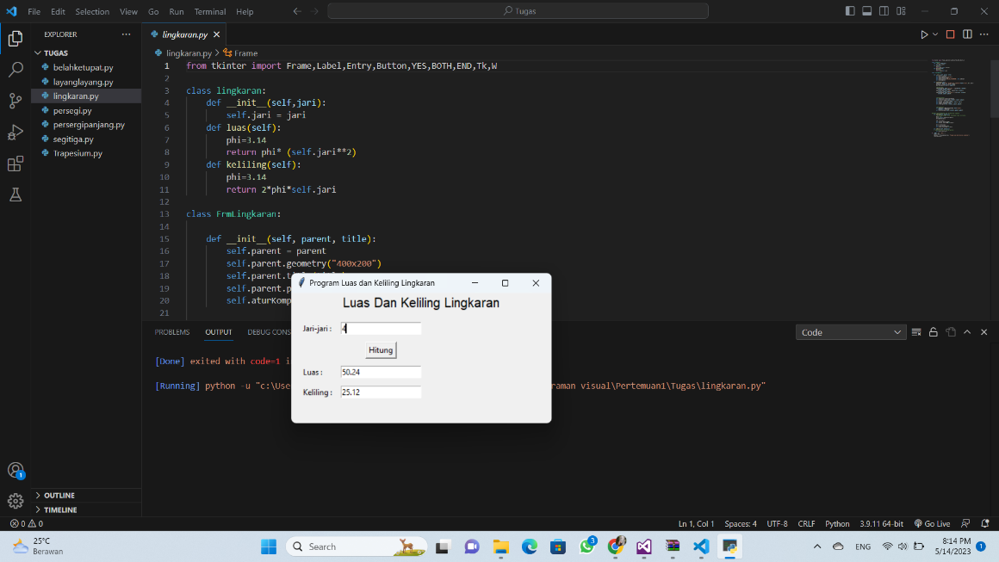 File Edit Selection View Go Run Terminal Help
Tugas
EXPLORER
TUGAS
belahketupat.py
layanglayang.py
lingkaran.py
persegi.py
persergipanjang.py
segitiga.py
Trapesium.py
OUTLINE
TIMELINE
lingkaran.py
lingkaran.py > Frame
1 from tkinter import Frame,Label,Entry,Button,YES,BOTH,END,Tk,W
2
3 class lingkaran:
4 def __init__(self,jari):
5 self.jari = jari
6 def luas(self):
7 phi=3.14
8 return phi* (self.jari**2)
9 def keliling(self):
10 phi=3.14
11 return 2*phi*self.jari
12
13 class FrmLingkaran:
14
15 def __init__(self, parent, title):
16 self.parent = parent
17 self.parent.geometry("400x200")
18 self.parent.t
19 self.parent.p
20 self.aturKomp
21
Program Luas dan Keliling Lingkaran
Luas Dan Keliling Lingkaran
Jari-jari : 4
Hitung
Luas : 50.24
Keliling : 25.12
PROBLEMS OUTPUT DEBUG CONS
Code
[Done] exited with code=1 i
[Running] python -u "c:\Use raman visual\Pertemuan1\Tugas\lingkaran.py"
1
0 0
Ln 1, Col 1 Spaces: 4 UTF-8 CRLF Python 3.9.11 64-bit Go Live
25°C
Berawan
Search
3
ENG
8:14 PM
5/14/2023
1